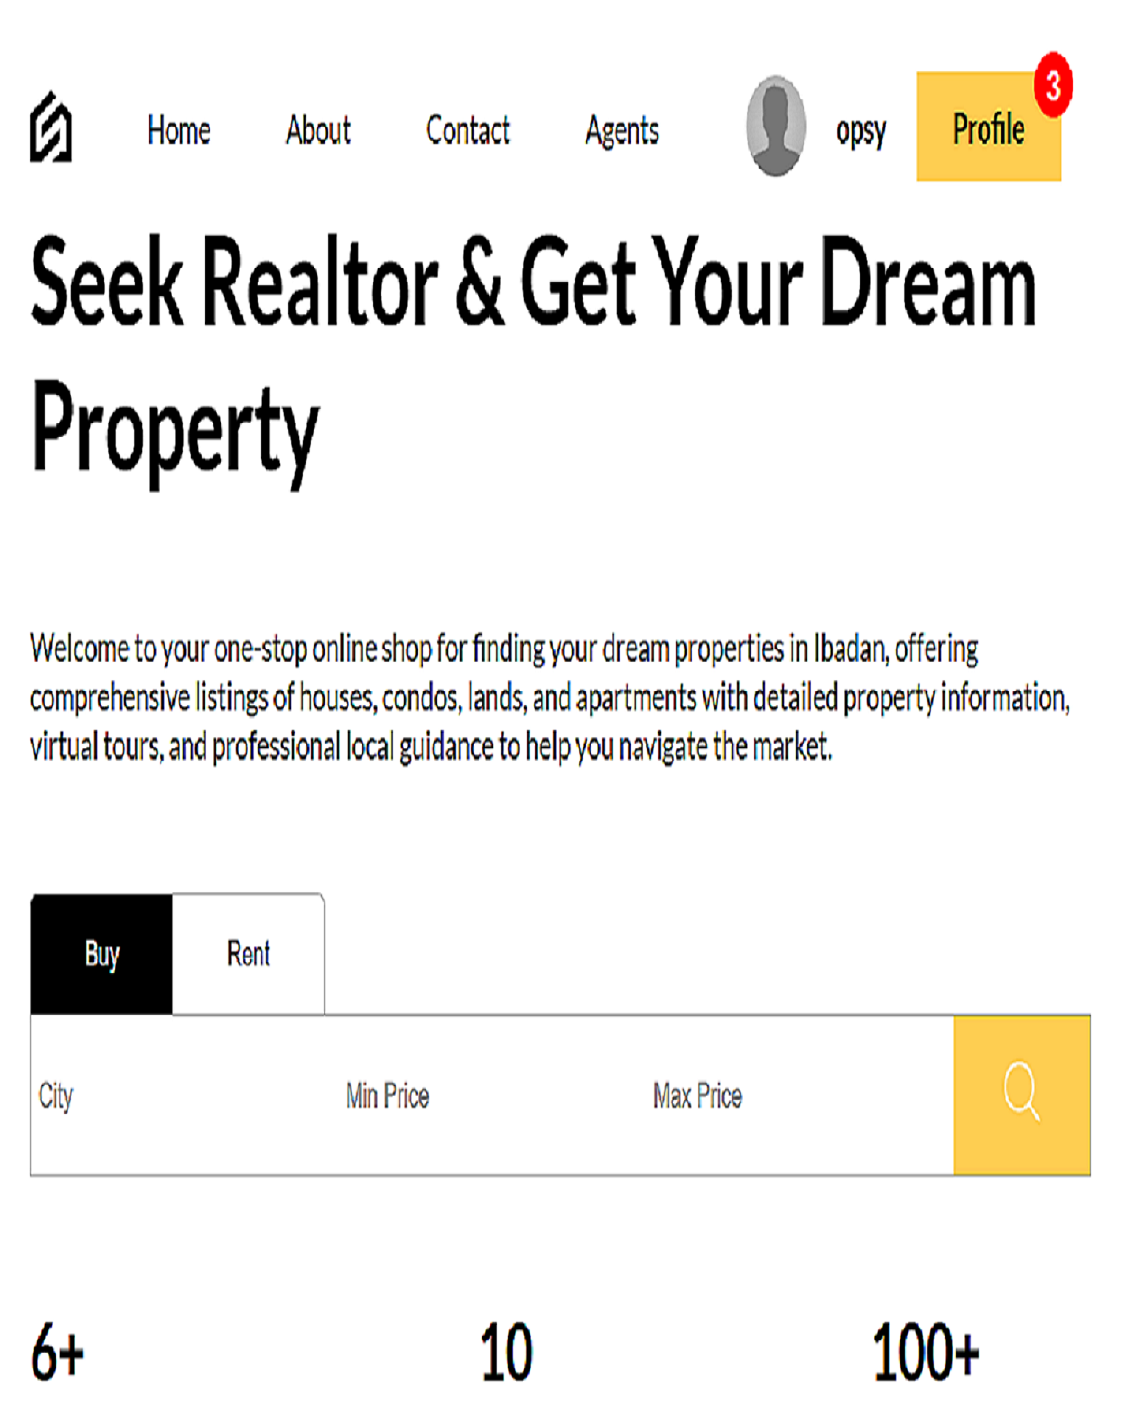 Home About Contact Agents opsy Profile 3
Seek Realtor & Get Your Dream
Property
Welcome to your one-stop online shop for finding your dream properties in Ibadan, offering
comprehensive listings of houses, condos, lands, and apartments with detailed property information,
virtual tours, and professional local guidance to help you navigate the market.
Buy Rent
City Min Price Max Price
6+ 10 100+